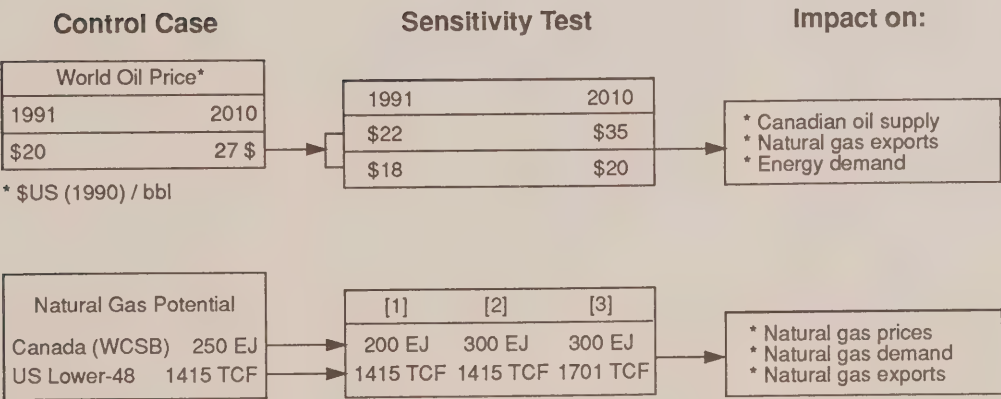 Control Case
Sensitivity Test
Impact on:
World Oil Price*
1991 2010
$20 27 $
* $US (1990) / bbl
1991 2010
$22 $35
$18 $20
* Canadian oil supply
* Natural gas exports
* Energy demand
Natural Gas Potential
Canada (WCSB) 250 EJ
US Lower-48 1415 TCF
[1] [2] [3]
200 EJ 300 EJ 300 EJ
1415 TCF 1415 TCF 1701 TCF
* Natural gas prices
* Natural gas demand
* Natural gas exports